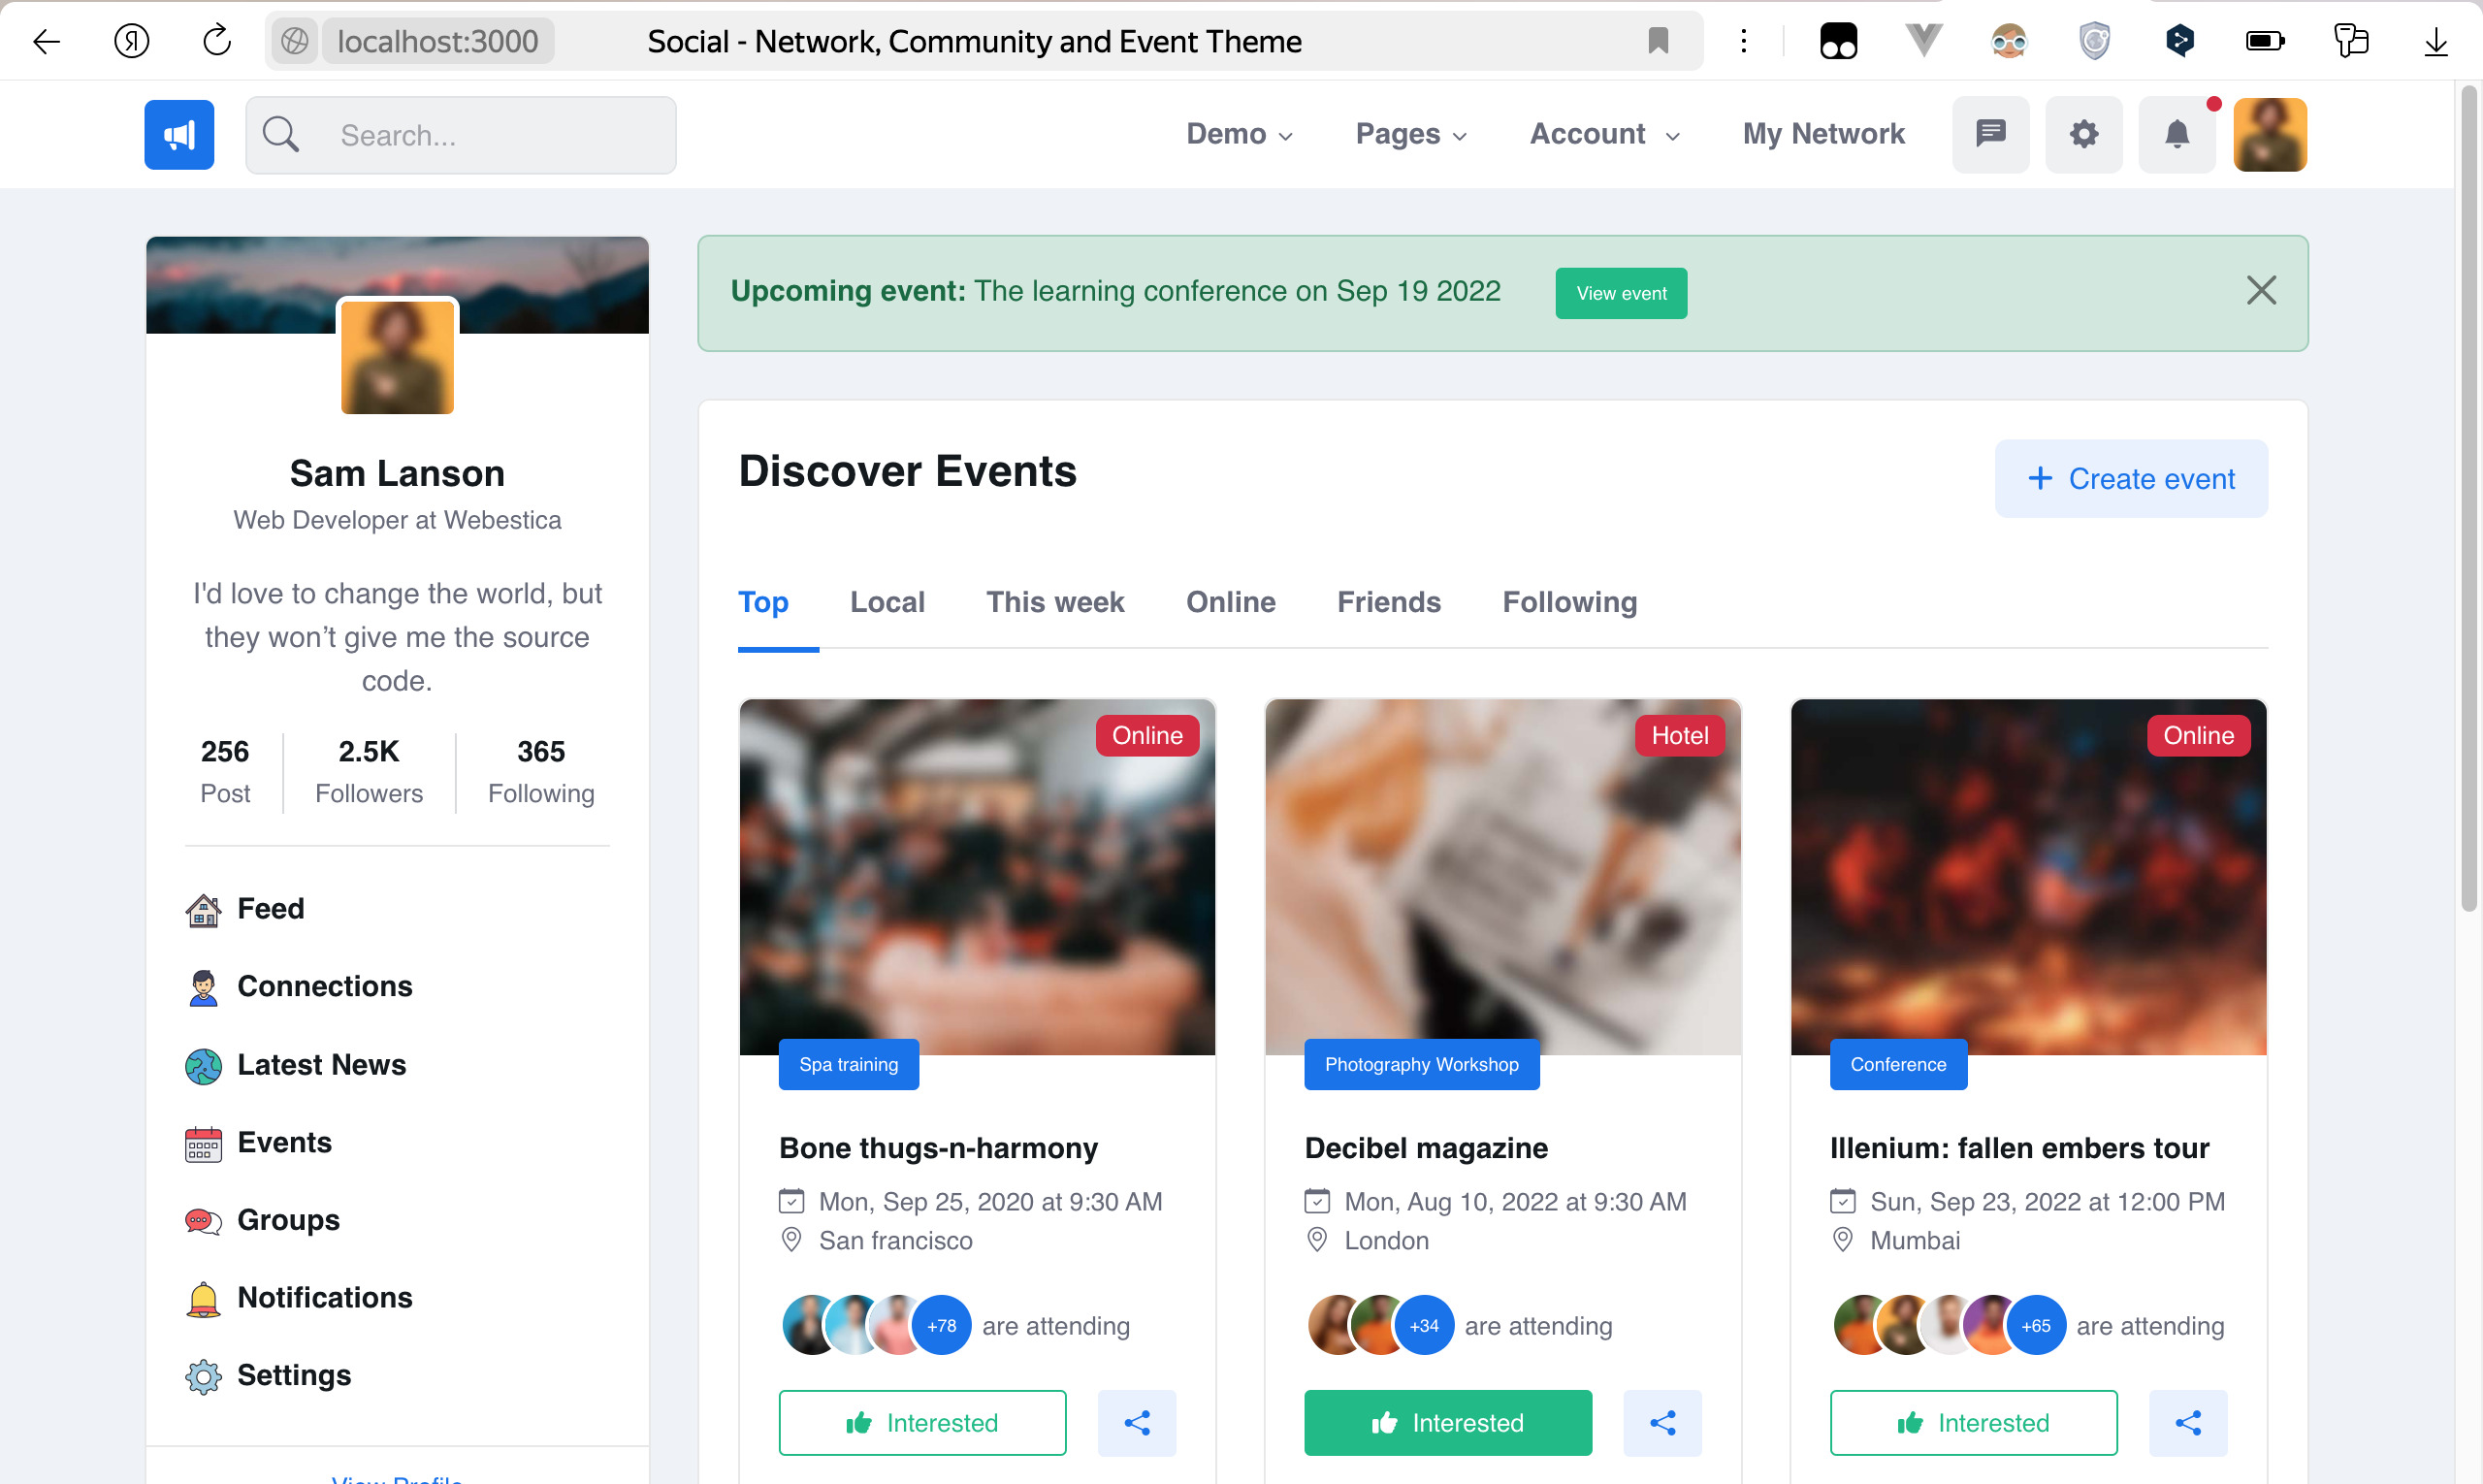 localhost:3000
Social - Network, Community and Event Theme
Search...
Demo
Pages
Account
My Network
Upcoming event: The learning conference on Sep 19 2022
View event
Sam Lanson
Web Developer at Webestica
I'd love to change the world, but
they won’t give me the source
code.
256
Post
2.5K
Followers
365
Following
Feed
Connections
Latest News
Events
Groups
Notifications
Settings
View Profile
Discover Events
Create event
Top
Local
This week
Online
Friends
Following
Online
Spa training
Bone thugs-n-harmony
Mon, Sep 25, 2020 at 9:30 AM
San francisco
+78
are attending
Interested
Hotel
Photography Workshop
Decibel magazine
Mon, Aug 10, 2022 at 9:30 AM
London
+34
are attending
Interested
Online
Conference
Illenium: fallen embers tour
Sun, Sep 23, 2022 at 12:00 PM
Mumbai
+65
are attending
Interested